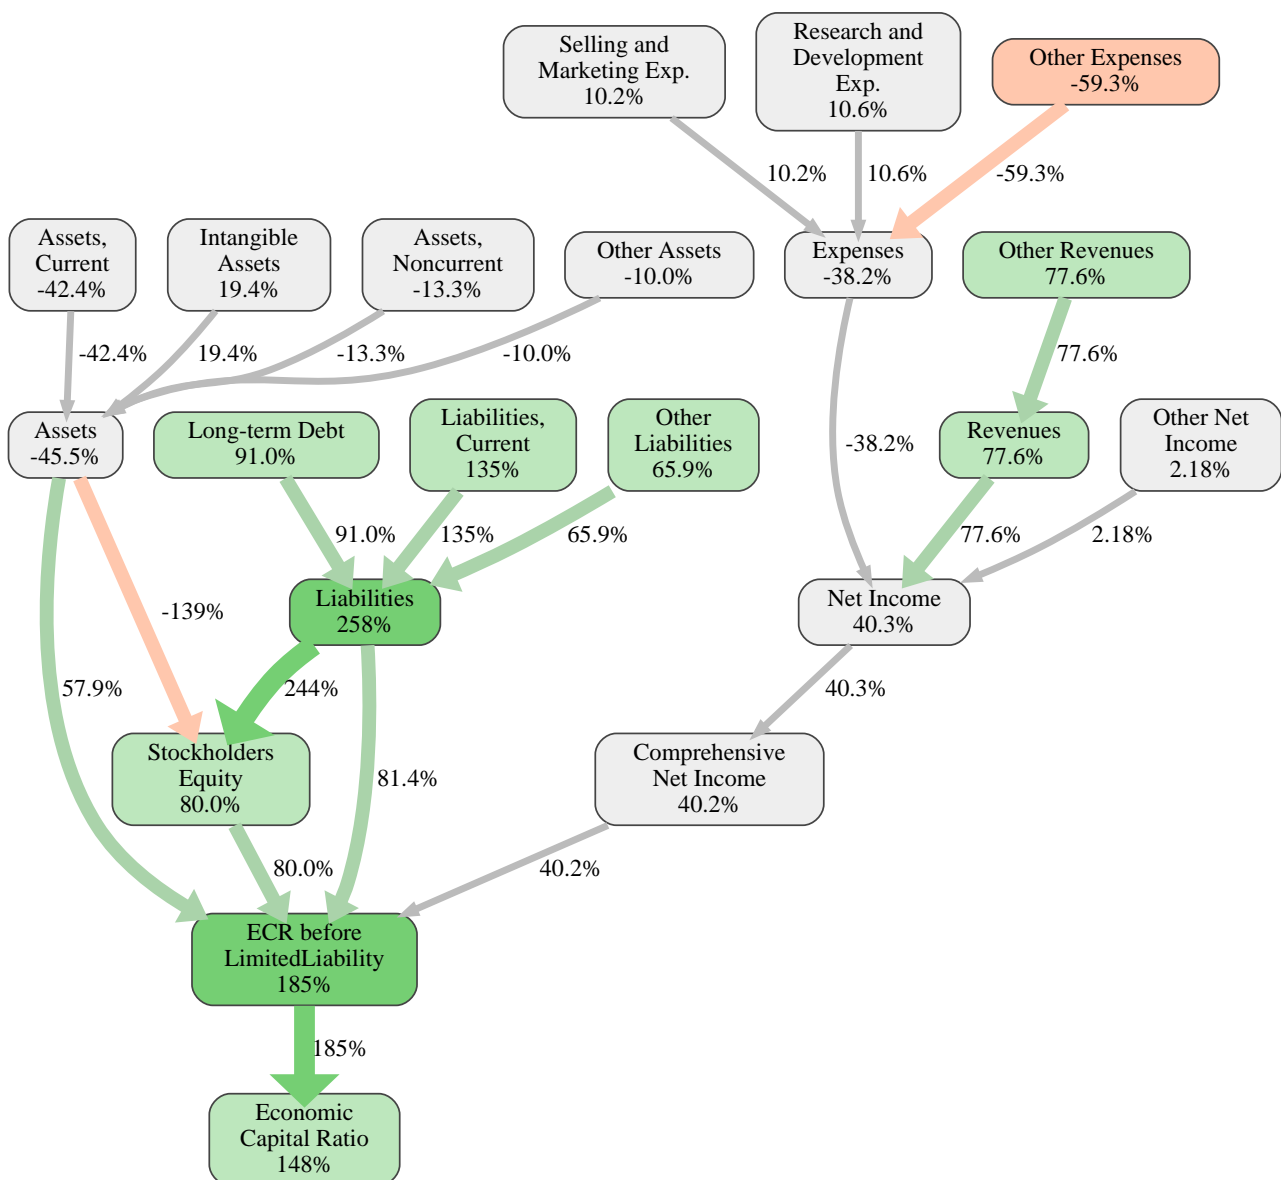 Selling and
Marketing Exp.
10.2%
Research and
Development
Exp.
10.6%
Other Expenses
-59.3%
10.2%
10.6%
-59.3%
Assets,
Current
-42.4%
Intangible
Assets
19.4%
Assets,
Noncurrent
-13.3%
Other Assets
-10.0%
Expenses
-38.2%
Other Revenues
77.6%
-42.4%
19.4%
-13.3%
-10.0%
77.6%
Assets
-45.5%
Long-term Debt
91.0%
Liabilities,
Current
135%
Other
Liabilities
65.9%
-38.2%
Revenues
77.6%
Other Net
Income
2.18%
91.0%
135%
65.9%
77.6%
2.18%
-139%
Liabilities
258%
Net Income
40.3%
57.9%
244%
40.3%
Stockholders
Equity
80.0%
81.4%
Comprehensive
Net Income
40.2%
80.0%
40.2%
ECR before
LimitedLiability
185%
185%
Economic
Capital Ratio
148%